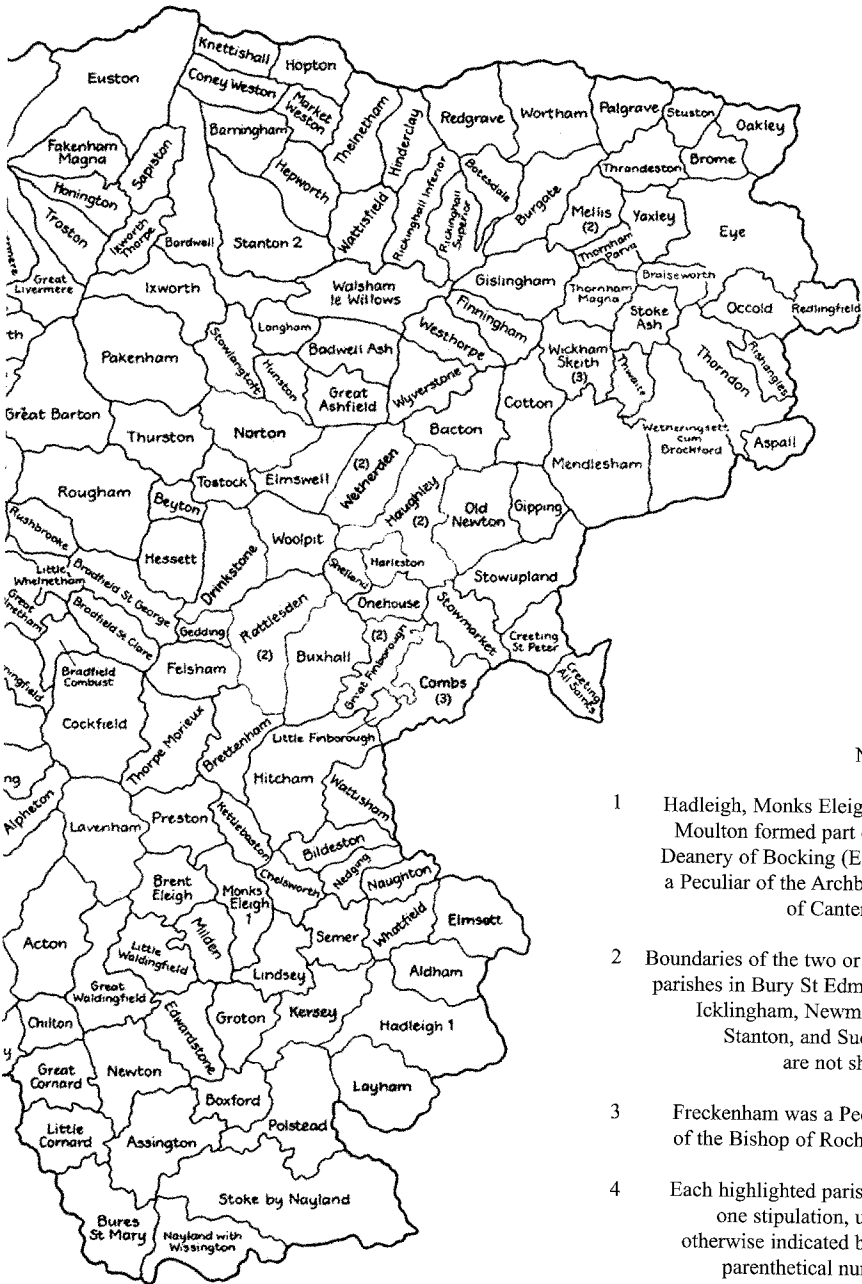 Knettishall
Hopton
Euston
Coney Weston
Market
Weston
Thelnetham
Hinderclay
Redgrave
Wortham
Palgrave
Stuston
Oakley
Barningham
Fakenham
Magna
Sapiston
Hepworth
Botesdale
Thrandeston
Brome
Honington
Troston
Ixworth
Thorpe
Bardwell
Stanton 2
Wattisfield
Rickinghall Inferior
Rickinghall
Superior
Burgate
Mellis
(2)
Yaxley
Eye
Thornham
Parva
Great
Livermere
Ixworth
Walsham
le Willows
Gislingham
Thornham
Magna
Braiseworth
Stoke
Ash
Occold
Redlingfield
th
Pakenham
Stowlangtoft
Langham
Hunston
Badwell Ash
Westhorpe
Finningham
Wickham
Skeith
(3)
Thwaite
Thorndon
Rishangles
Great Barton
Great
Ashfield
Wyverstone
Cotton
Thurston
Norton
Bacton
Mendlesham
Wetheringsett
cum
Brockford
Aspall
Rougham
Beyton
Tostock
Elmswell
(2)
Wetherden
Haughley
(2)
Old
Newton
Gipping
Rushbrooke
Hessett
Drinkstone
Woolpit
Shelland
Harleston
Stowupland
Little
Whelnetham
Bradfield St George
Great
Bradfield St Clare
Gedding
Rattlesden
(2)
Onehouse
Stowmarket
Creeting
St Peter
Creeting
All Saints
Bradfield
Combust
Felsham
Buxhall
(2)
Great Finborough
Combs
(3)
Cockfield
Thorpe Morieux
Brettenham
Little Finborough
ng
Alpheton
Lavenham
Preston
Kettlebaston
Hitcham
Wattisham
Bildeston
Brent
Eleigh
Monks
Eleigh
1
Chelsworth
Nedging
Naughton
Acton
Little
Waldingfield
Milden
Semer
Whatfield
Elmsett
Great
Waldingfield
Lindsey
Aldham
Chilton
Edwardstone
Groton
Kersey
Hadleigh 1
y
Great
Cornard
Newton
Boxford
Layham
Little
Cornard
Assington
Polstead
Stoke by Nayland
Bures
St Mary
Nayland with
Wissington
N
1 Hadleigh, Monks Eleig
Moulton formed part
Deanery of Bocking (E
a Peculiar of the Archb
of Canter
2 Boundaries of the two or
parishes in Bury St Edm
Icklingham, Newm
Stanton, and Su
are not sh
3 Freckenham was a Pe
of the Bishop of Roch
4 Each highlighted paris
one stipulation, u
otherwise indicated b
parenthetical nu